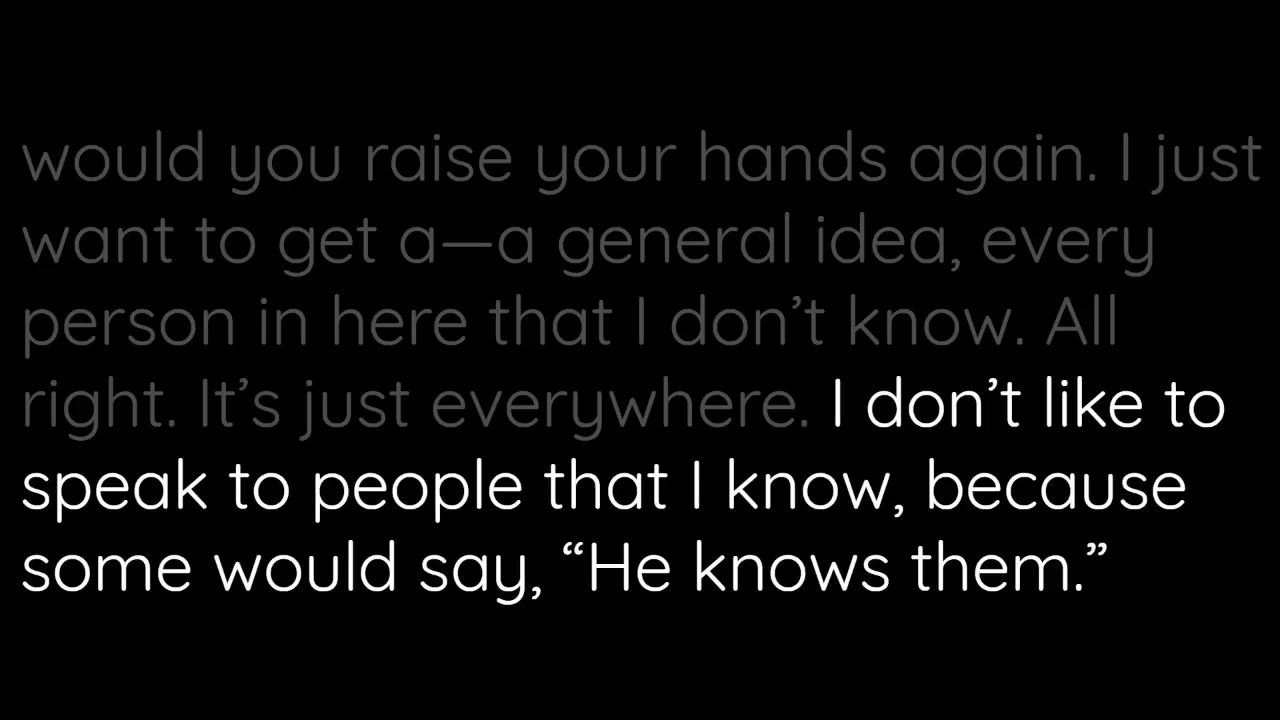 would you raise your hands again. I just
want to get a—a general idea, every
person in here that I don’t know. All
right. It’s just everywhere. I don’t like to
speak to people that I know, because
some would say, “He knows them.”